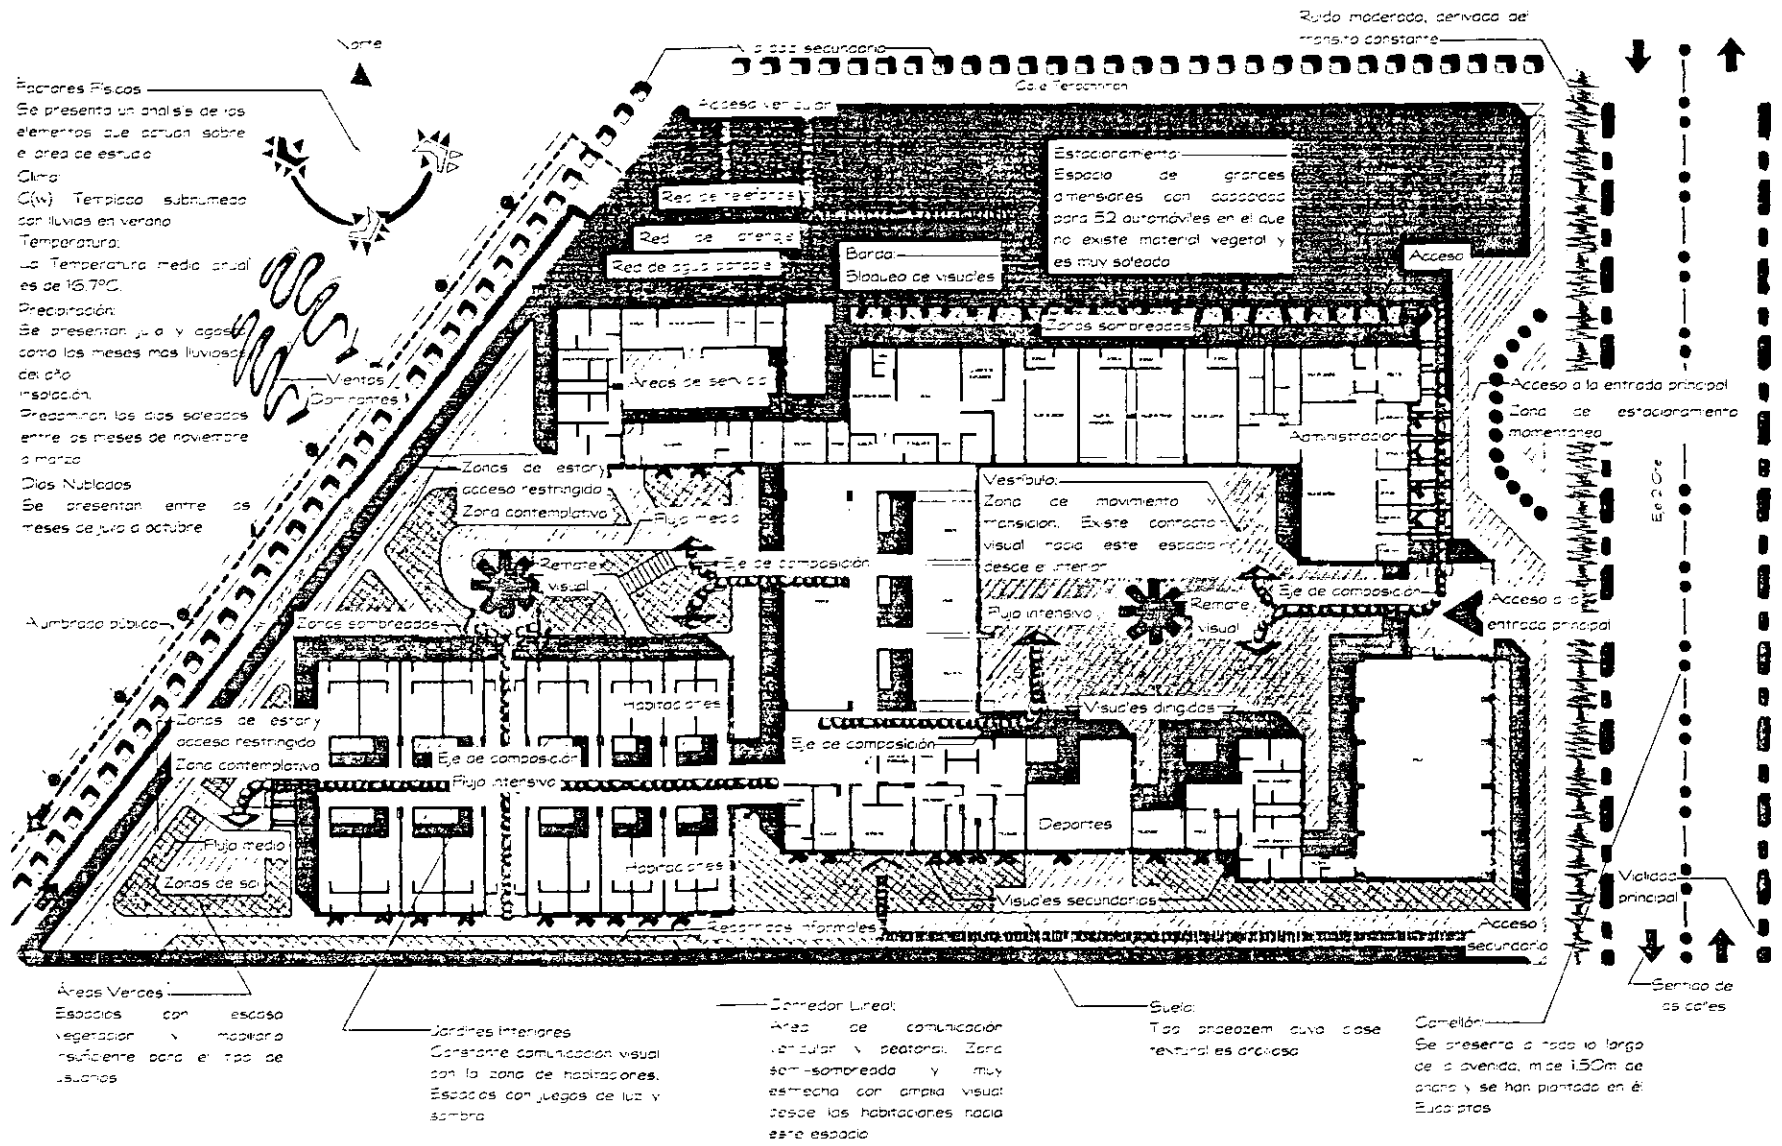 Norte
Factores Físicos
Se presenta un análisis de los
elementos que actúan sobre
el área de estudio
Clima:
C(w) Templado subhúmedo
con lluvias en verano
Temperatura:
La Temperatura media anual
es de 16.7°C.
Precipitación:
Se presentan julio y agosto
como los meses mas lluviosos
del año
Insolación.
Predominan los días soleados
entre los meses de noviembre
a marzo
Días Nublados
Se presentan entre os
meses de julio a octubre
Vientos
Dominantes
Alumbrado público
Vialidad secundaria
Acceso vehicular
Ruido moderado, derivado del
tránsito constante
Red de teléfonos
Red de drenaje
Red de agua potable
Barda:
Bloqueo de visuales
Estacionamiento:
Espacio de grandes
dimensiones con capacidad
para 52 automóviles en el que
no existe material vegetal y
es muy soleado
Acceso
Zonas sombreadas
Áreas de servicio
Administración
Acceso a la entrada principal
Zona de estacionamiento
momentáneo
Eje 2 Ote
Zonas de estar y
acceso restringido
Zona contemplativa
Flujo medio
Vestíbulo:
Zona de movimiento y
transición. Existe contacto
visual hacia este espacio
desde el interior
Remate
visual
Eje de composición
Zonas sombreadas
Flujo intensivo
Remate
visual
Eje de composición
Acceso a la
entrada principal
Habitaciones
Visuales dirigidas
Zonas de estar y
acceso restringido
Zona contemplativa
Eje de composición
Flujo intensivo
Eje de composición
Deportes
Flujo medio
Zonas de sol
Habitaciones
Visuales secundarias
Vialidad
principal
Recorridos informales
Acceso
secundario
Áreas Verdes
Espacios con escasa
vegetación y mobiliario
insuficiente para el tipo de
usuarios
Jardines Interiores
Constante comunicación visual
con la zona de habitaciones.
Espacios con juegos de luz y
sombra
Corredor Lineal:
Área de comunicación
vehicular y peatonal. Zona
semi-sombreada y muy
estrecha con amplia visual
desde las habitaciones hacia
este espacio
Suelo:
Tipo phaeozem cuya clase
textural es arcillosa
Camellón:
Se presenta a todo lo largo
de la avenida, mide 1.50m de
ancho y se han plantado en él
Eucaliptos
Sentido de
las calles